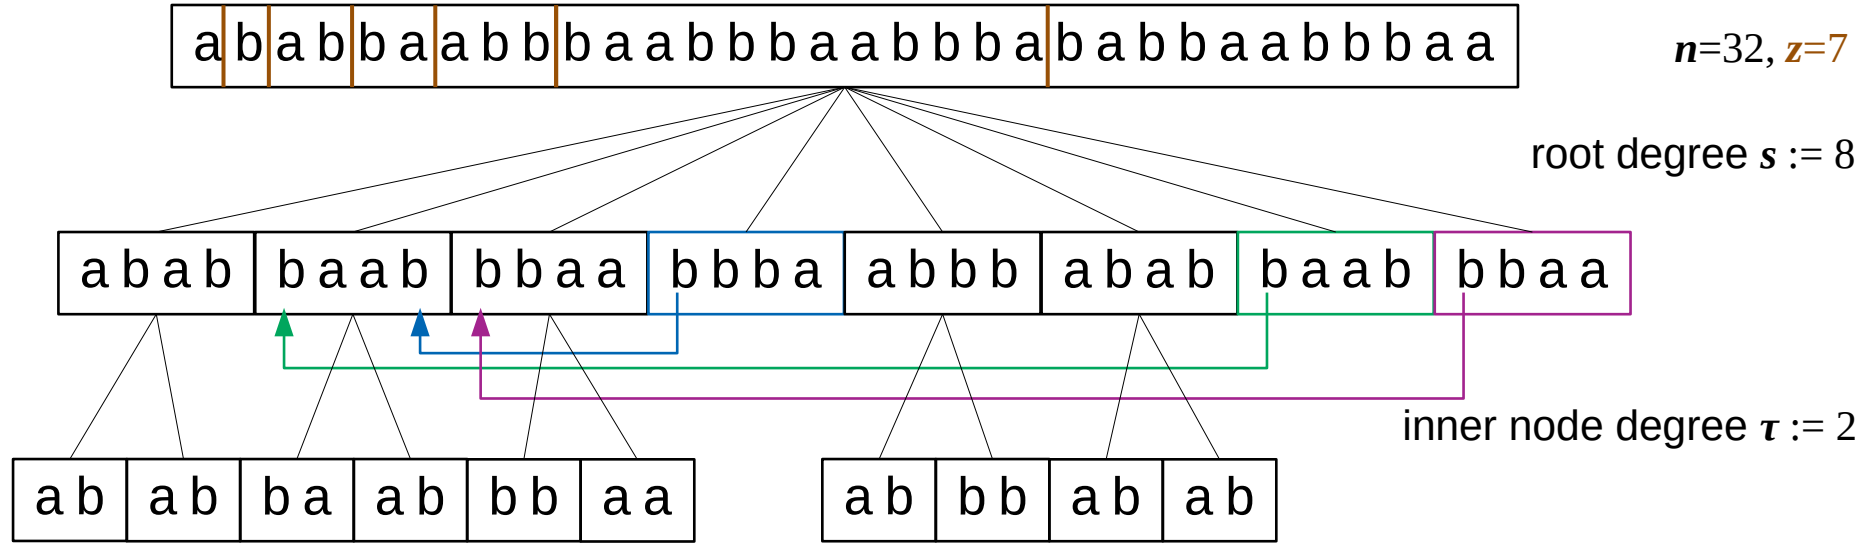 a b a b b a a b b b a a b b b a a b b b a b a b b a a b b b a a
n=32, z=7
root degree s := 8
a b a b b a a b b b a a b b b a a b b b a b a b b a a b b b a a
inner node degree τ := 2
a b a b b a a b b b a a a b b b a b a b